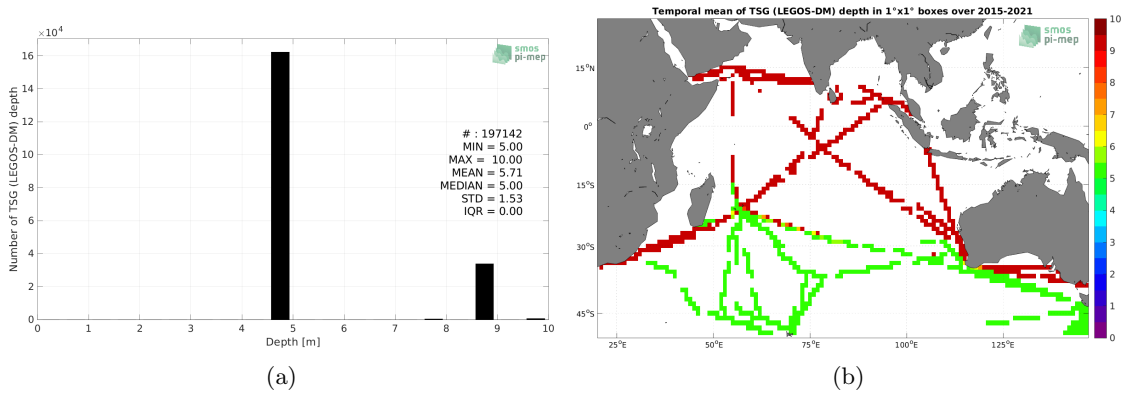 ×10⁴
16
14
12
10
8
6
4
2
0
Number of TSG (LEGOS-DM) depth
smos
pi-mep
# : 197142
MIN = 5.00
MAX = 10.00
MEAN = 5.71
MEDIAN = 5.00
STD = 1.53
IQR = 0.00
0 1 2 3 4 5 6 7 8 9 10
Depth [m]
(a)
Temporal mean of TSG (LEGOS-DM) depth in 1°x1° boxes over 2015-2021
smos
pi-mep
15°N
0°
15°S
30°S
45°S
25°E 50°E 75°E 100°E 125°E
10
9
8
7
6
5
4
3
2
1
0
(b)